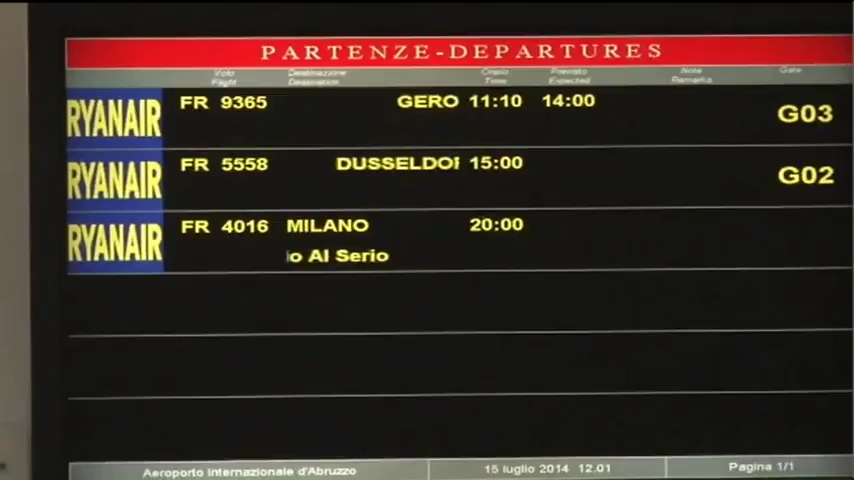 PARTENZE-DEPARTURES
Volo Destinazione Orario Previsto Note Gate
Flight Destination Time Expected Remarks
RYANAIR FR 9365 GERO 11:10 14:00 G03
RYANAIR FR 5558 DUSSELDOF 15:00 G02
RYANAIR FR 4016 MILANO 20:00
io Al Serio
Aeroporto Internazionale d'Abruzzo 15 luglio 2014 12.01 Pagina 1/1